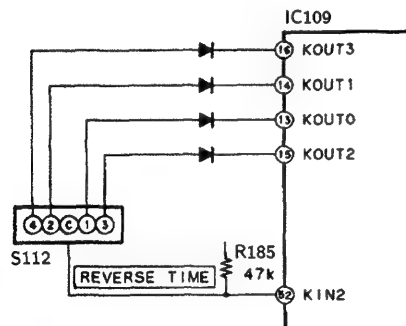 IC109
16 KOUT3
14 KOUT1
13 KOUT0
15 KOUT2
4 2 C 1 3
S112
REVERSE TIME
R185
47k
52 KIN2